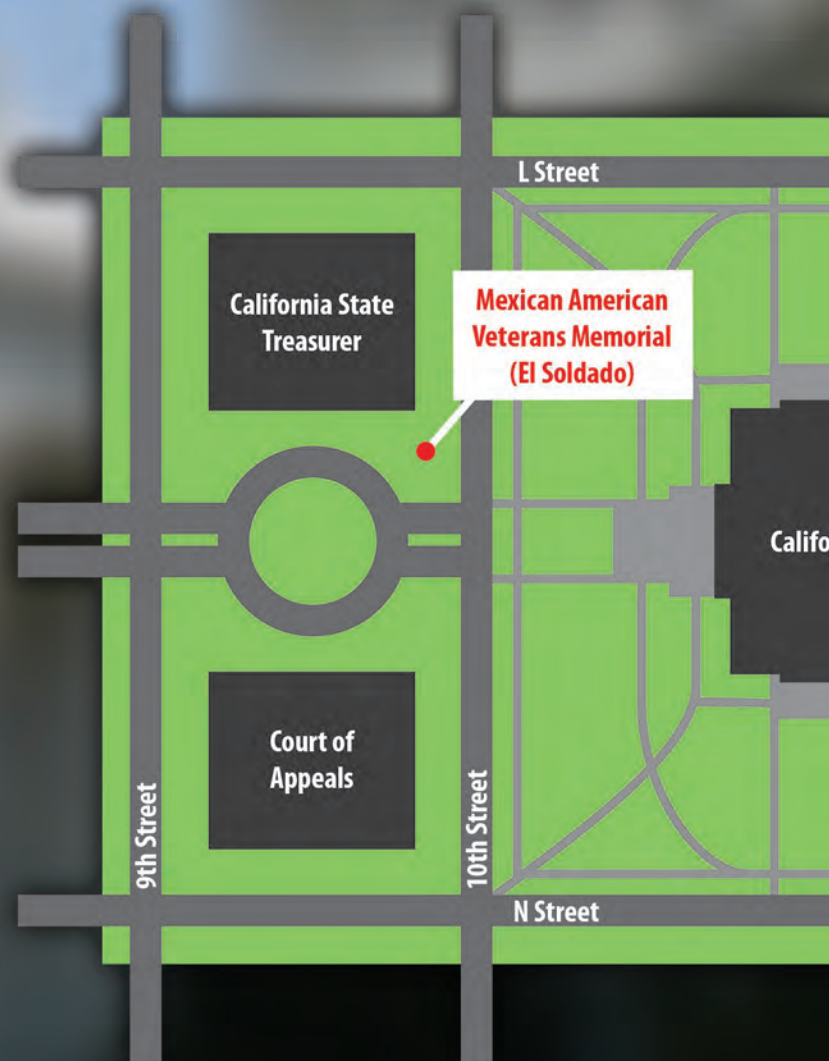 L Street
California State
Treasurer
Mexican American
Veterans Memorial
(El Soldado)
Califo
Court of
Appeals
9th Street
10th Street
N Street